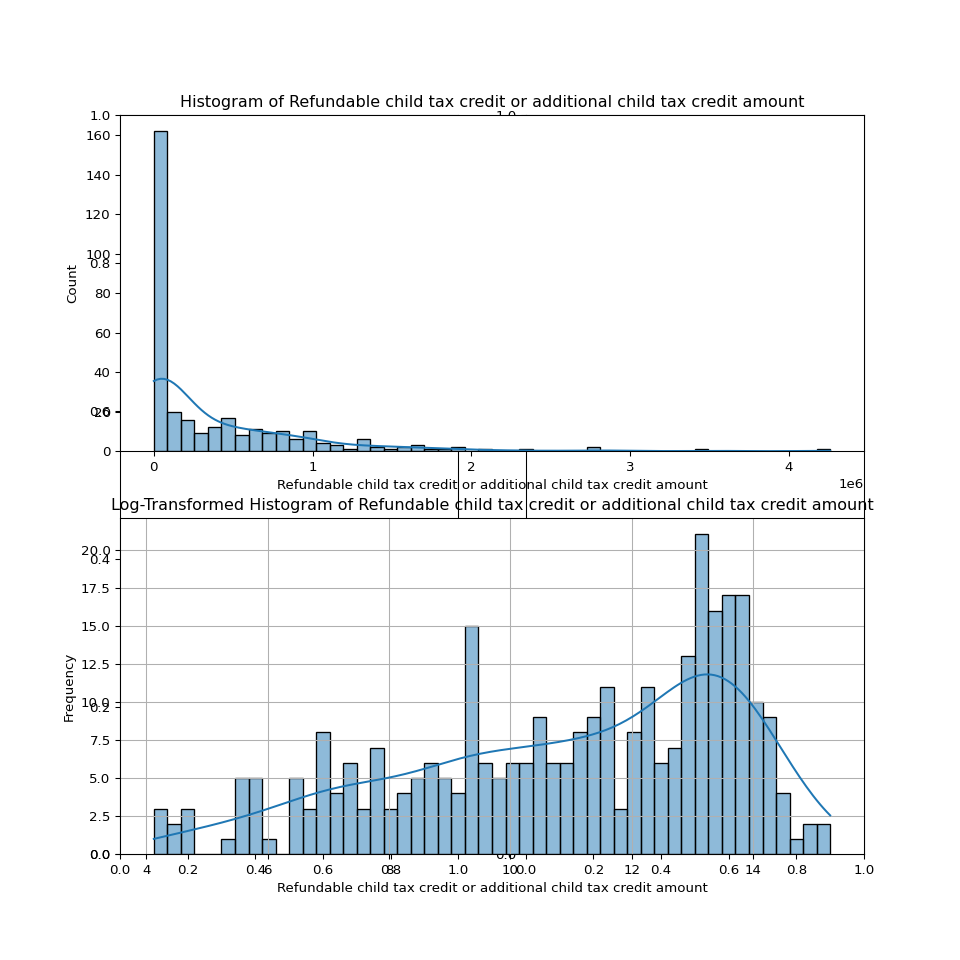 Histogram of Refundable child tax credit or additional child tax credit amount
1.0
160
140
120
100
0.8
80
60
40
20
0
Count
0 1 2 3 4
1e6
Refundable child tax credit or additional child tax credit amount
Log-Transformed Histogram of Refundable child tax credit or additional child tax credit amount
20.0
0.4
17.5
15.0
12.5
10.0
0.2
7.5
5.0
2.5
0.0
Frequency
0.0 4 0.2 0.4 6 0.6 0.8 8 1.0 10 0.0 0.2 12 0.4 0.6 14 0.8 1.0
Refundable child tax credit or additional child tax credit amount